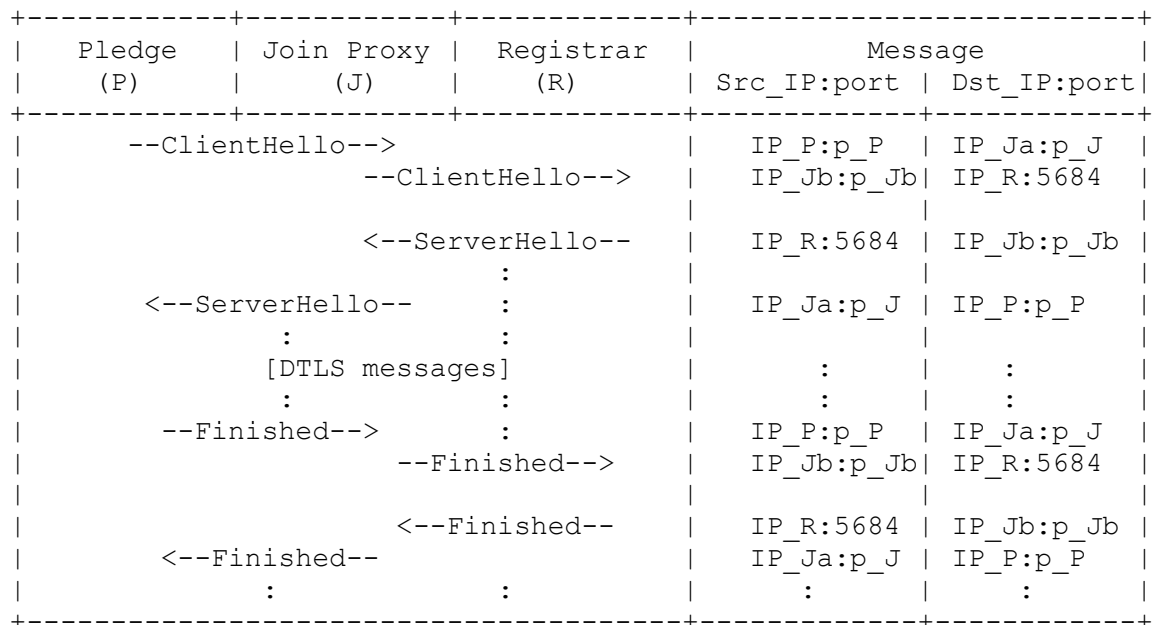 +------------+------------+-------------+--------------------------+
|   Pledge   | Join Proxy |  Registrar  |         Message          |
|    (P)     |     (J)    |     (R)     | Src_IP:port | Dst_IP:port|
+------------+------------+-------------+-------------+------------+
|      --ClientHello-->                 |   IP_P:p_P  | IP_Ja:p_J  |
|                    --ClientHello-->   |   IP_Jb:p_Jb| IP_R:5684  |
|                                       |             |            |
|                    <--ServerHello--   |   IP_R:5684 | IP_Jb:p_Jb |
|                            :          |             |            |
|       <--ServerHello--     :          |   IP_Ja:p_J | IP_P:p_P   |
|               :            :          |             |            |
|              [DTLS messages]          |       :     |    :       |
|               :            :          |       :     |    :       |
|        --Finished-->       :          |   IP_P:p_P  | IP_Ja:p_J  |
|                      --Finished-->    |   IP_Jb:p_Jb| IP_R:5684  |
|                                       |             |            |
|                      <--Finished--    |   IP_R:5684 | IP_Jb:p_Jb |
|        <--Finished--                  |   IP_Ja:p_J | IP_P:p_P   |
|              :             :          |      :      |     :      |
+---------------------------------------+-------------+------------+